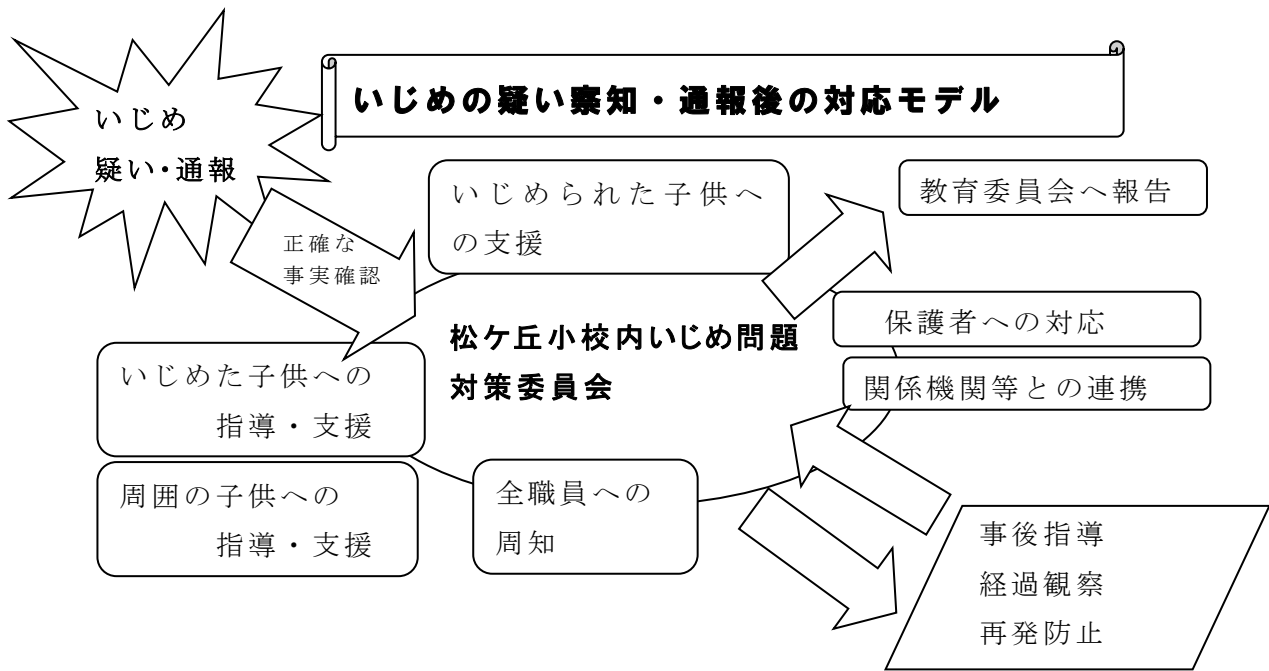 いじめの疑い察知・通報後の対応モデル
いじめ
疑い・通報
正確な
事実確認
いじめられた子供へ
の支援
教育委員会へ報告
保護者への対応
関係機関等との連携
松ケ丘小校内いじめ問題
対策委員会
いじめた子供への
指導・支援
周囲の子供への
指導・支援
全職員への
周知
事後指導
経過観察
再発防止